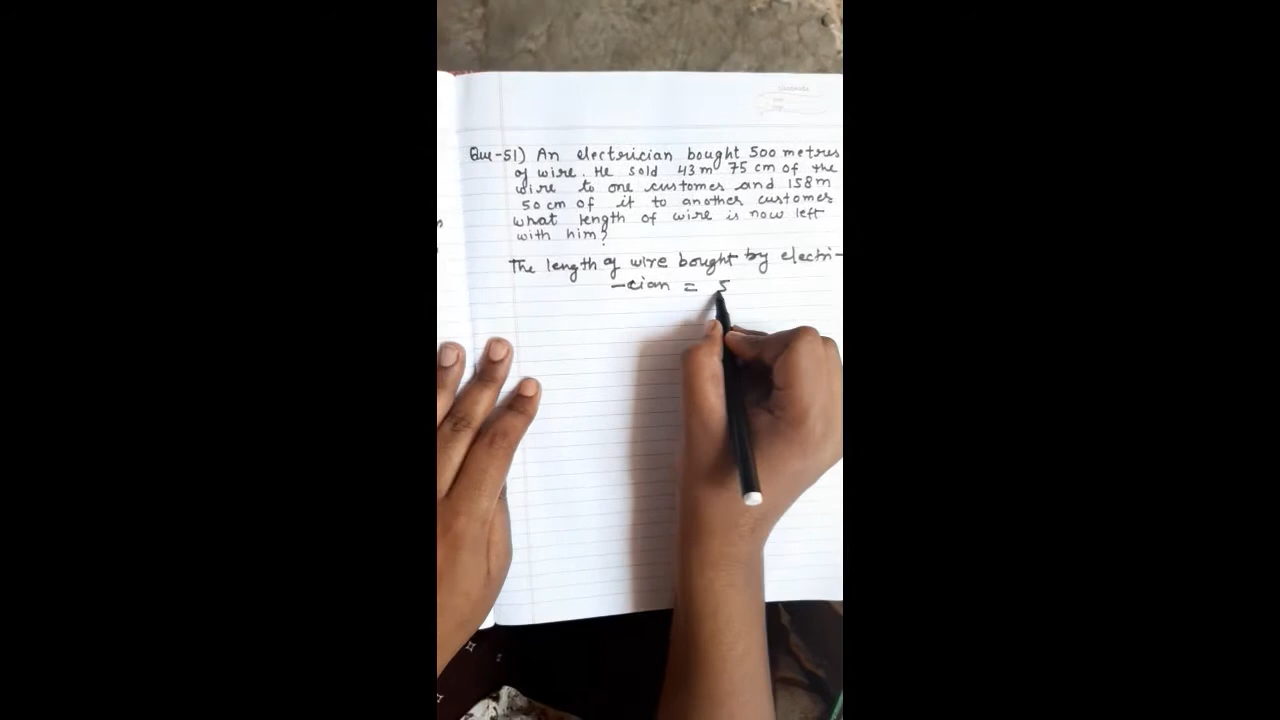 Que-51) An electrician bought 500 metres
of wire. He sold 43 m 75 cm of the
wire to one customer and 158 m
50 cm of it to another customer
what length of wire is now left
with him?
The length of wire bought by electri-
-cian = 5